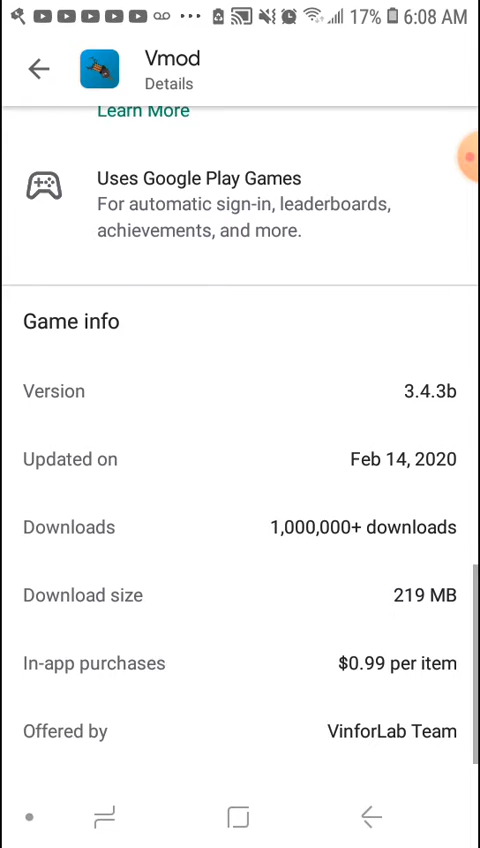 17% 6:08 AM
Vmod
Details
Learn More
Uses Google Play Games
For automatic sign-in, leaderboards,
achievements, and more.
Game info
Version 3.4.3b
Updated on Feb 14, 2020
Downloads 1,000,000+ downloads
Download size 219 MB
In-app purchases $0.99 per item
Offered by VinforLab Team